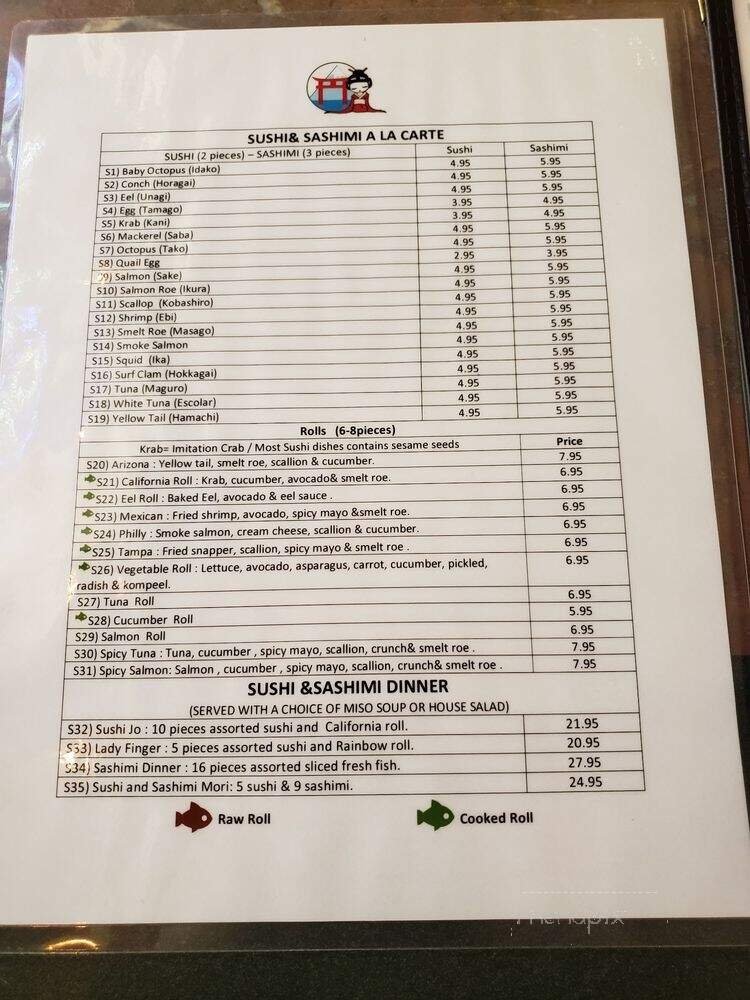 SUSHI& SASHIMI A LA CARTE
SUSHI (2 pieces) – SASHIMI (3 pieces) Sushi Sashimi
S1) Baby Octopus (Idako) 4.95 5.95
S2) Conch (Horagai) 4.95 5.95
S3) Eel (Unagi) 4.95 5.95
S4) Egg (Tamago) 3.95 4.95
S5) Krab (Kani) 3.95 4.95
S6) Mackerel (Saba) 4.95 5.95
S7) Octopus (Tako) 4.95 5.95
S8) Quail Egg 2.95 3.95
S9) Salmon (Sake) 4.95 5.95
S10) Salmon Roe (Ikura) 4.95 5.95
S11) Scallop (Kobashiro) 4.95 5.95
S12) Shrimp (Ebi) 4.95 5.95
S13) Smelt Roe (Masago) 4.95 5.95
S14) Smoke Salmon 4.95 5.95
S15) Squid (Ika) 4.95 5.95
S16) Surf Clam (Hokkagai) 4.95 5.95
S17) Tuna (Maguro) 4.95 5.95
S18) White Tuna (Escolar) 4.95 5.95
S19) Yellow Tail (Hamachi) 4.95 5.95
Rolls (6-8pieces)
Krab= Imitation Crab / Most Sushi dishes contains sesame seeds Price
S20) Arizona : Yellow tail, smelt roe, scallion & cucumber. 7.95
S21) California Roll : Krab, cucumber, avocado& smelt roe. 6.95
S22) Eel Roll : Baked Eel, avocado & eel sauce . 6.95
S23) Mexican : Fried shrimp, avocado, spicy mayo &smelt roe. 6.95
S24) Philly : Smoke salmon, cream cheese, scallion & cucumber. 6.95
S25) Tampa : Fried snapper, scallion, spicy mayo & smelt roe . 6.95
S26) Vegetable Roll : Lettuce, avocado, asparagus, carrot, cucumber, pickled, 6.95
radish & kompeel.
S27) Tuna Roll 6.95
S28) Cucumber Roll 5.95
S29) Salmon Roll 6.95
S30) Spicy Tuna : Tuna, cucumber , spicy mayo, scallion, crunch& smelt roe . 7.95
S31) Spicy Salmon: Salmon , cucumber , spicy mayo, scallion, crunch& smelt roe . 7.95
SUSHI &SASHIMI DINNER
(SERVED WITH A CHOICE OF MISO SOUP OR HOUSE SALAD)
S32) Sushi Jo : 10 pieces assorted sushi and California roll. 21.95
S33) Lady Finger : 5 pieces assorted sushi and Rainbow roll. 20.95
S34) Sashimi Dinner : 16 pieces assorted sliced fresh fish. 27.95
S35) Sushi and Sashimi Mori: 5 sushi & 9 sashimi. 24.95
Raw Roll Cooked Roll